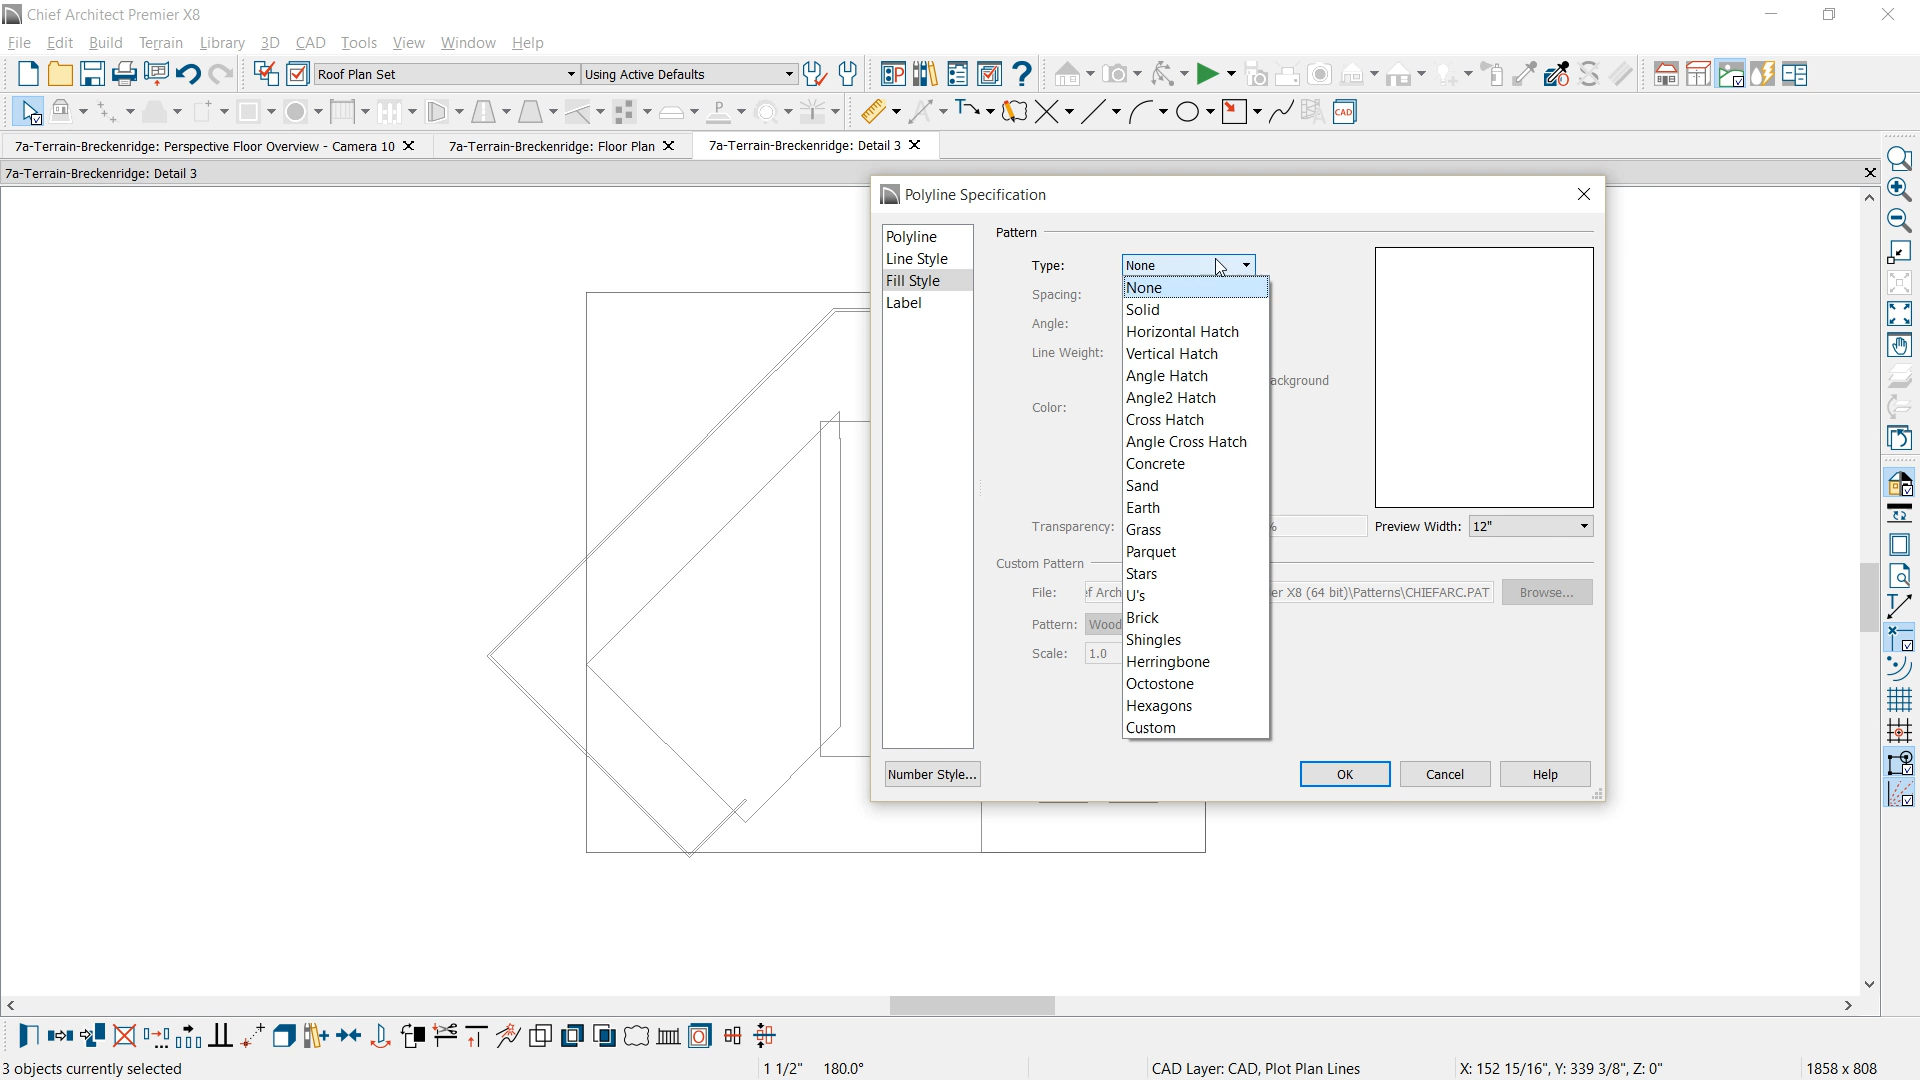 Chief Architect Premier X8
File Edit Build Terrain Library 3D CAD Tools View Window Help
Roof Plan Set Using Active Defaults
7a-Terrain-Breckenridge: Perspective Floor Overview - Camera 10 7a-Terrain-Breckenridge: Floor Plan 7a-Terrain-Breckenridge: Detail 3
7a-Terrain-Breckenridge: Detail 3
Polyline Specification
Polyline
Line Style
Fill Style
Label
Pattern
Type: None
Spacing:
Angle:
Line Weight:
ackground
Color:
Transparency: %
Preview Width: 12"
None
Solid
Horizontal Hatch
Vertical Hatch
Angle Hatch
Angle2 Hatch
Cross Hatch
Angle Cross Hatch
Concrete
Sand
Earth
Grass
Parquet
Stars
U's
Brick
Shingles
Herringbone
Octostone
Hexagons
Custom
Custom Pattern
File: ef Arch er X8 (64 bit)\Patterns\CHIEFARC.PAT Browse...
Pattern: Wood
Scale: 1.0
Number Style... OK Cancel Help
CAD
3 objects currently selected 1 1/2" 180.0° CAD Layer: CAD, Plot Plan Lines X: 152 15/16", Y: 339 3/8", Z: 0" 1858 x 808